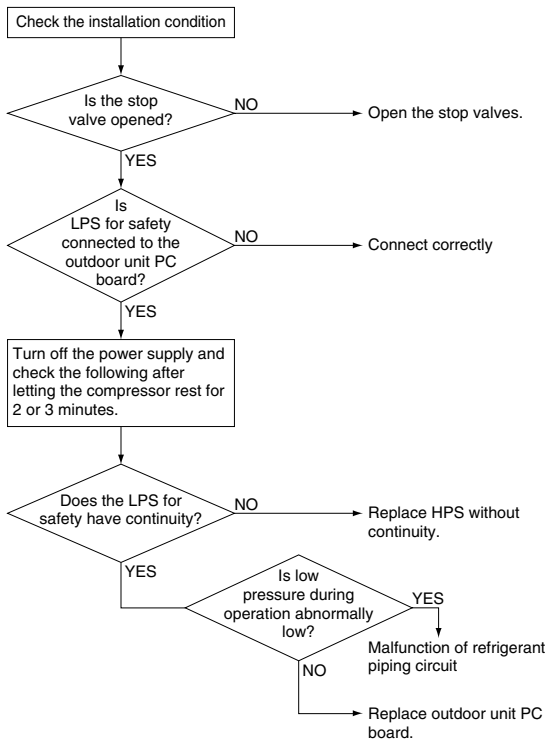 Check the installation condition
Is the stop
valve opened?
NO
Open the stop valves.
YES
Is
LPS for safety
connected to the
outdoor unit PC
board?
NO
Connect correctly
YES
Turn off the power supply and
check the following after
letting the compressor rest for
2 or 3 minutes.
Does the LPS for
safety have continuity?
NO
Replace HPS without
continuity.
YES
Is low
pressure during
operation abnormally
low?
YES
Malfunction of refrigerant
piping circuit
NO
Replace outdoor unit PC
board.